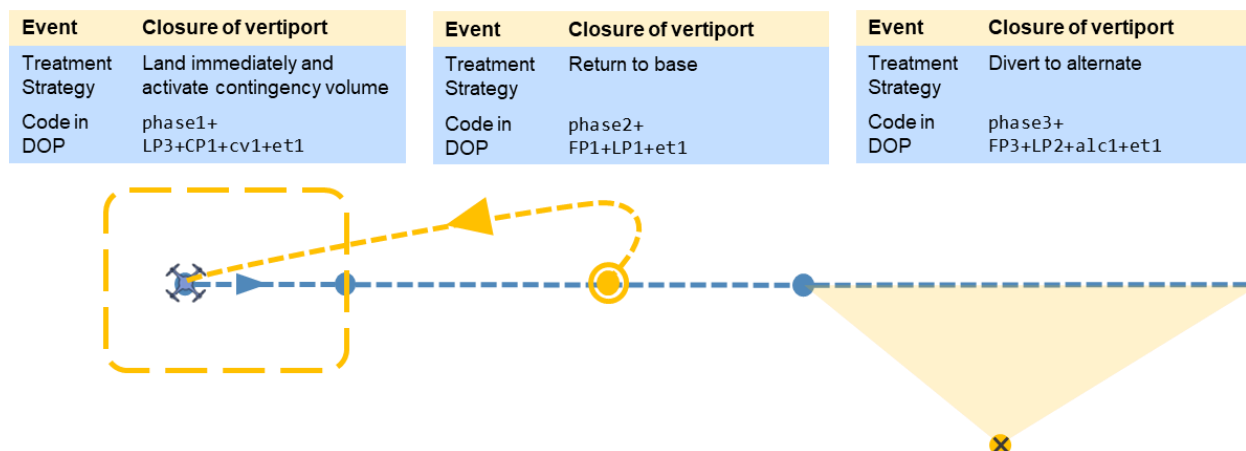 Event Closure of vertiport
Treatment Land immediately and
Strategy activate contingency volume
Code in phase1+
DOP LP3+CP1+cv1+et1
Event Closure of vertiport
Treatment Return to base
Strategy
Code in phase2+
DOP FP1+LP1+et1
Event Closure of vertiport
Treatment Divert to alternate
Strategy
Code in phase3+
DOP FP3+LP2+alc1+et1